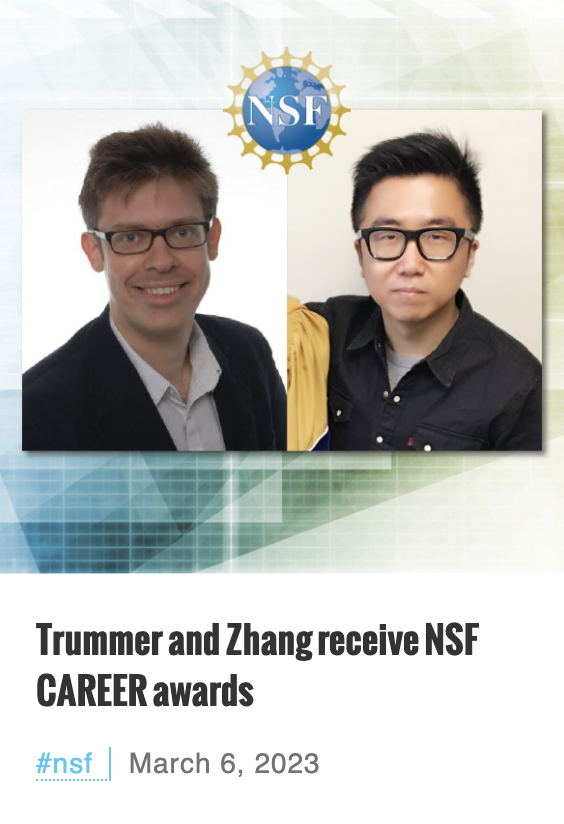 NSF
Trummer and Zhang receive NSF
CAREER awards
#nsf
March 6, 2023